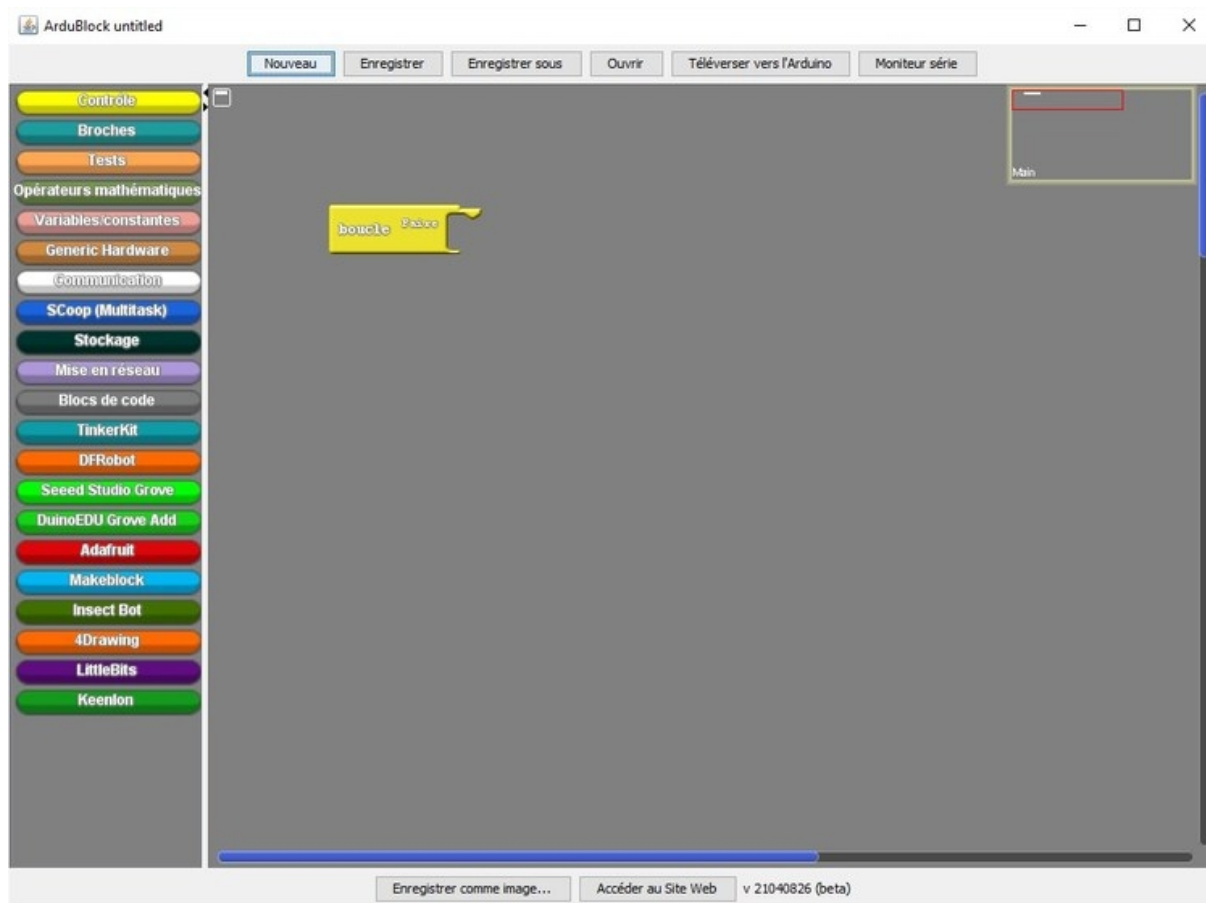 ArduBlock untitled
Nouveau Enregistrer Enregistrer sous Ouvrir Téléverser vers l'Arduino Moniteur série
Contrôle
Broches
Tests
Opérateurs mathématiques
Variables/constantes
Generic Hardware
Communication
SCoop (Multitask)
Stockage
Mise en réseau
Blocs de code
TinkerKit
DFRobot
Seeed Studio Grove
DuinoEDU Grove Add
Adafruit
Makeblock
Insect Bot
4Drawing
LittleBits
Keenlon
boucle Faire
Main
Enregistrer comme image... Accéder au Site Web v 21040826 (beta)